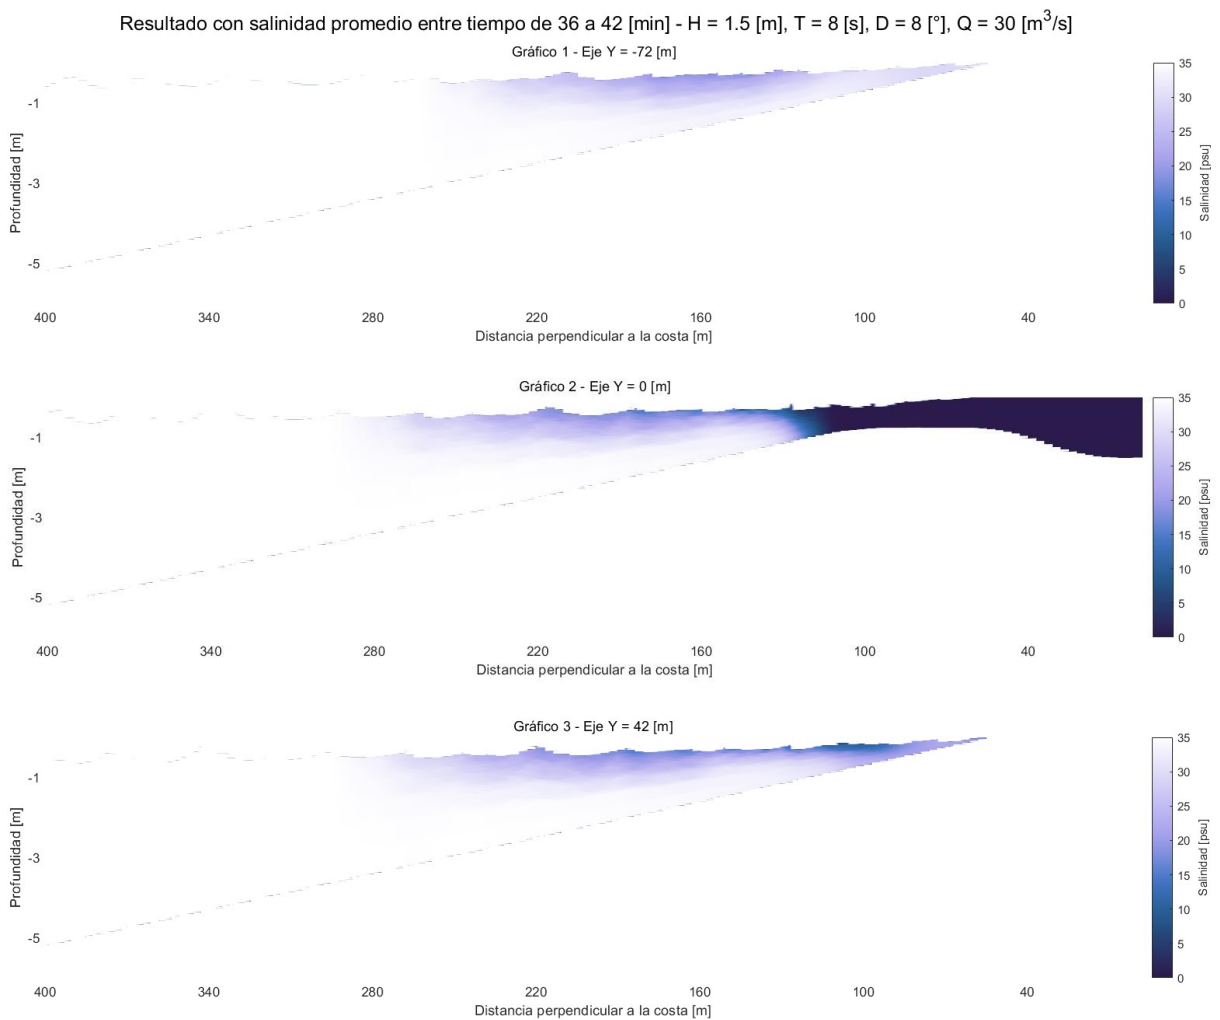 Resultado con salinidad promedio entre tiempo de 36 a 42 [min] - H = 1.5 [m], T = 8 [s], D = 8 [°], Q = 30 [m³/s]
Gráfico 1 - Eje Y = -72 [m]
-1
-3
-5
Profundidad [m]
400 340 280 220 160 100 40
Distancia perpendicular a la costa [m]
35
30
25
20
15
10
5
0
Salinidad [psu]
Gráfico 2 - Eje Y = 0 [m]
-1
-3
-5
Profundidad [m]
400 340 280 220 160 100 40
Distancia perpendicular a la costa [m]
35
30
25
20
15
10
5
0
Salinidad [psu]
Gráfico 3 - Eje Y = 42 [m]
-1
-3
-5
Profundidad [m]
400 340 280 220 160 100 40
Distancia perpendicular a la costa [m]
35
30
25
20
15
10
5
0
Salinidad [psu]